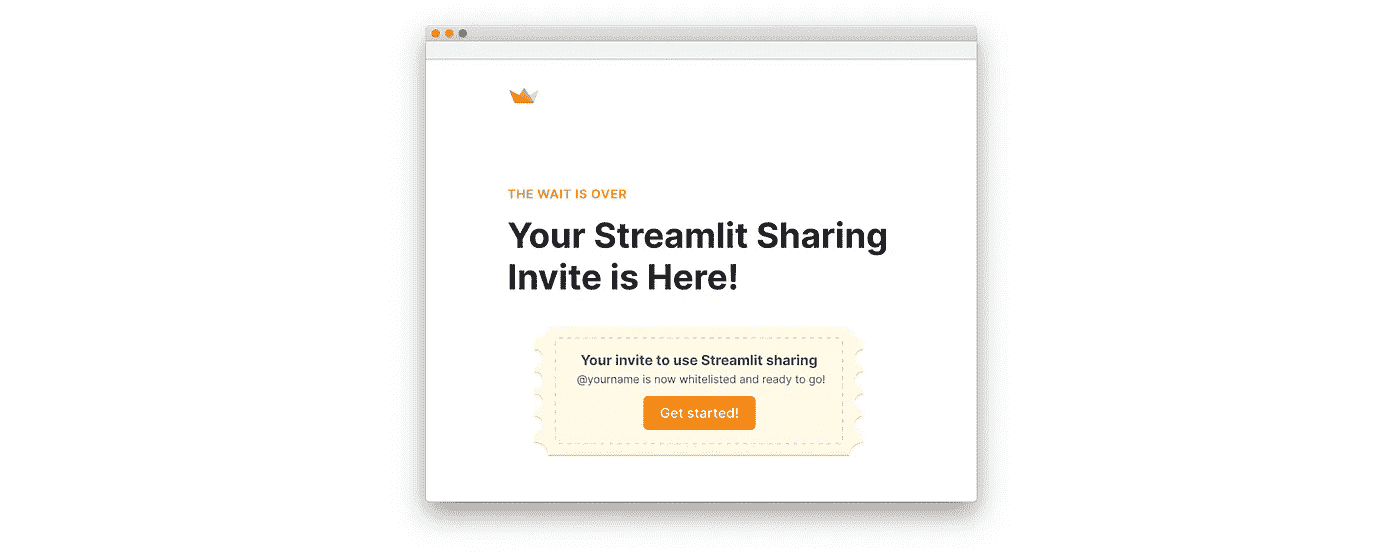 THE WAIT IS OVER
Your Streamlit Sharing
Invite is Here!
Your invite to use Streamlit sharing
@yourname is now whitelisted and ready to go!
Get started!